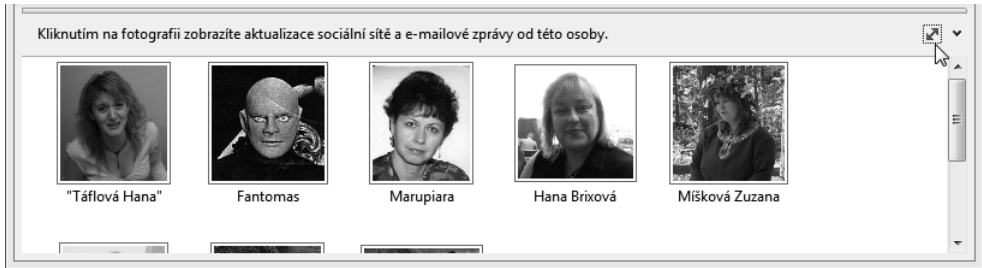 Kliknutím na fotografii zobrazíte aktualizace sociální sítě a e-mailové zprávy od této osoby.
"Táflová Hana"
Fantomas
Marupiara
Hana Brixová
Míšková Zuzana